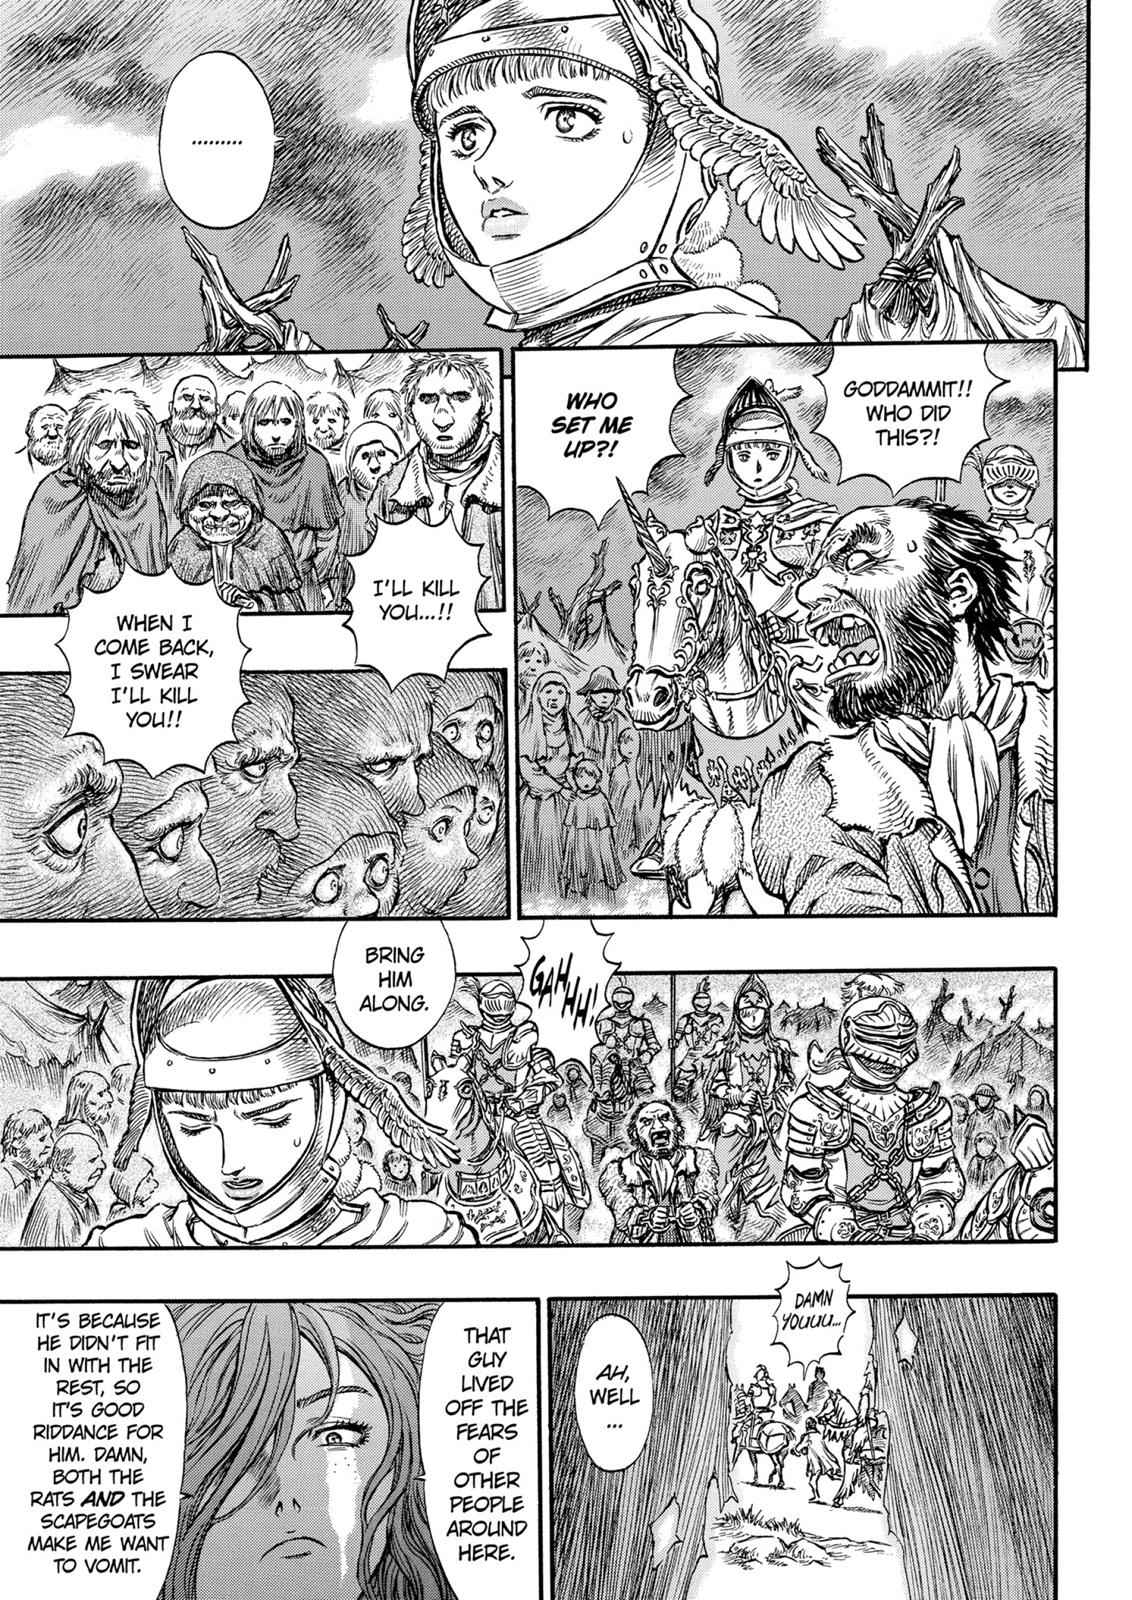 .........
GODDAMMIT!!
WHO DID
THIS?!
WHO
SET ME
UP?!
I'LL KILL
YOU...!!
WHEN I
COME BACK,
I SWEAR
I'LL KILL
YOU!!
GAHHHH!
BRING
HIM
ALONG.
DAMN
YOUUU...
AH,
WELL
...
THAT
GUY
LIVED
OFF THE
FEARS
OF
OTHER
PEOPLE
AROUND
HERE.
IT'S BECAUSE
HE DIDN'T FIT
IN WITH THE
REST, SO
IT'S GOOD
RIDDANCE FOR
HIM. DAMN,
BOTH THE
RATS AND THE
SCAPEGOATS
MAKE ME WANT
TO VOMIT.